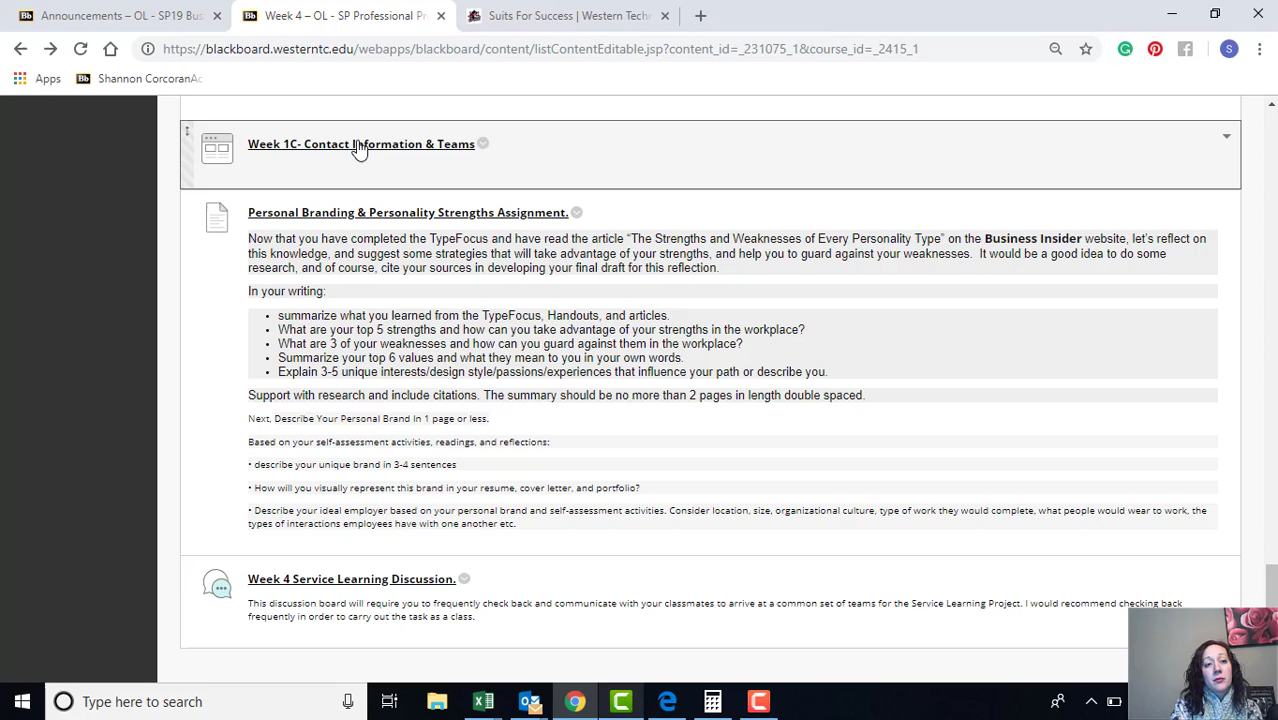 Announcements – OL - SP19 Bus
Week 4 – OL - SP Professional Pr
Suits For Success | Western Tech
https://blackboard.westerntc.edu/webapps/blackboard/content/listContentEditable.jsp?content_id=_231075_1&course_id=_2415_1
S
Apps
Bb
Shannon CorcoranAc
Week 1C- Contact Information & Teams
Personal Branding & Personality Strengths Assignment.
Now that you have completed the TypeFocus and have read the article “The Strengths and Weaknesses of Every Personality Type” on the Business Insider website, let’s reflect on
this knowledge, and suggest some strategies that will take advantage of your strengths, and help you to guard against your weaknesses. It would be a good idea to do some
research, and of course, cite your sources in developing your final draft for this reflection.
In your writing:
• summarize what you learned from the TypeFocus, Handouts, and articles.
• What are your top 5 strengths and how can you take advantage of your strengths in the workplace?
• What are 3 of your weaknesses and how can you guard against them in the workplace?
• Summarize your top 6 values and what they mean to you in your own words.
• Explain 3-5 unique interests/design style/passions/experiences that influence your path or describe you.
Support with research and include citations. The summary should be no more than 2 pages in length double spaced.
Next, Describe Your Personal Brand in 1 page or less.
Based on your self-assessment activities, readings, and reflections:
• describe your unique brand in 3-4 sentences
• How will you visually represent this brand in your resume, cover letter, and portfolio?
• Describe your ideal employer based on your personal brand and self-assessment activities. Consider location, size, organizational culture, type of work they would complete, what people would wear to work, the
types of interactions employees have with one another etc.
Week 4 Service Learning Discussion.
This discussion board will require you to frequently check back and communicate with your classmates to arrive at a common set of teams for the Service Learning Project. I would recommend checking back
frequently in order to carry out the task as a class.
Type here to search